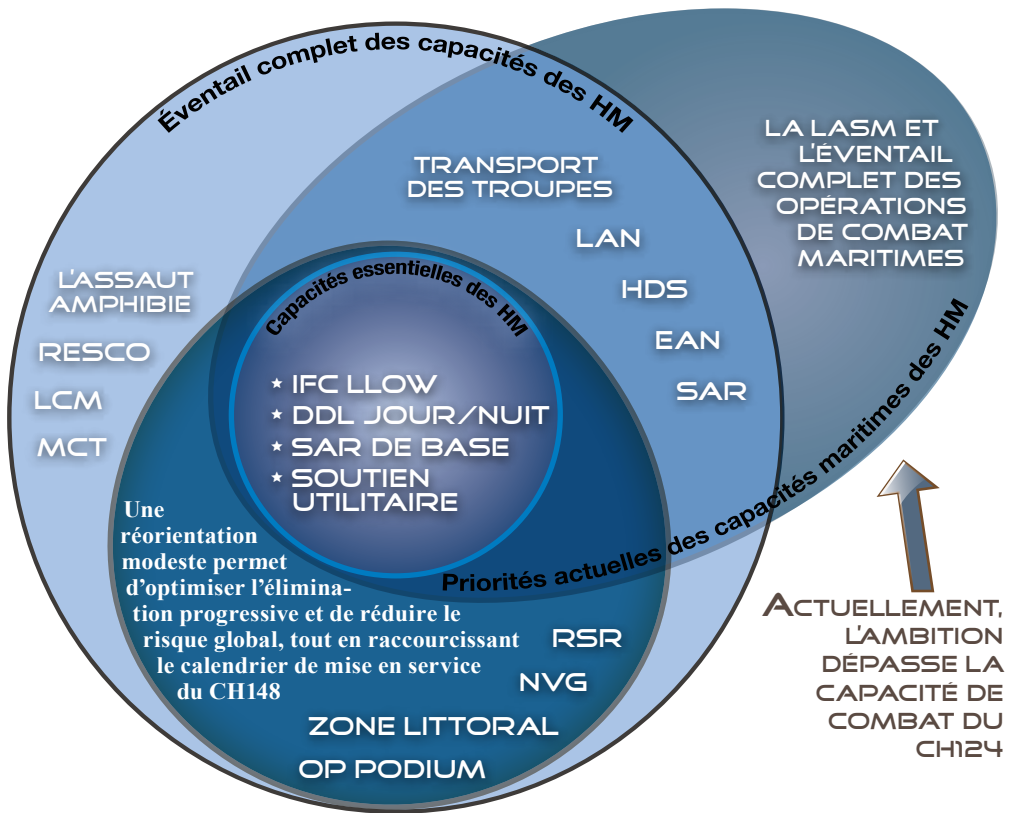 Éventail complet des capacités des HM
LA LASM ET
L'ÉVENTAIL
COMPLET DES
OPÉRATIONS
DE COMBAT
MARITIMES
TRANSPORT
DES TROUPES
LAN
HDS
EAN
SAR
L'ASSAUT
AMPHIBIE
RESCO
LCM
MCT
Capacités essentielles des HM
★ IFC LLOW
★ DDL JOUR/NUIT
★ SAR DE BASE
★ SOUTIEN
UTILITAIRE
Priorités actuelles des capacités maritimes des HM
Une
réorientation
modeste permet
d'optimiser l'élimina-
tion progressive et de réduire le
risque global, tout en raccourcissant
le calendrier de mise en service
du CH148
RSR
NVG
ZONE LITTORAL
OP PODIUM
ACTUELLEMENT,
L'AMBITION
DÉPASSE LA
CAPACITÉ DE
COMBAT DU
CH124